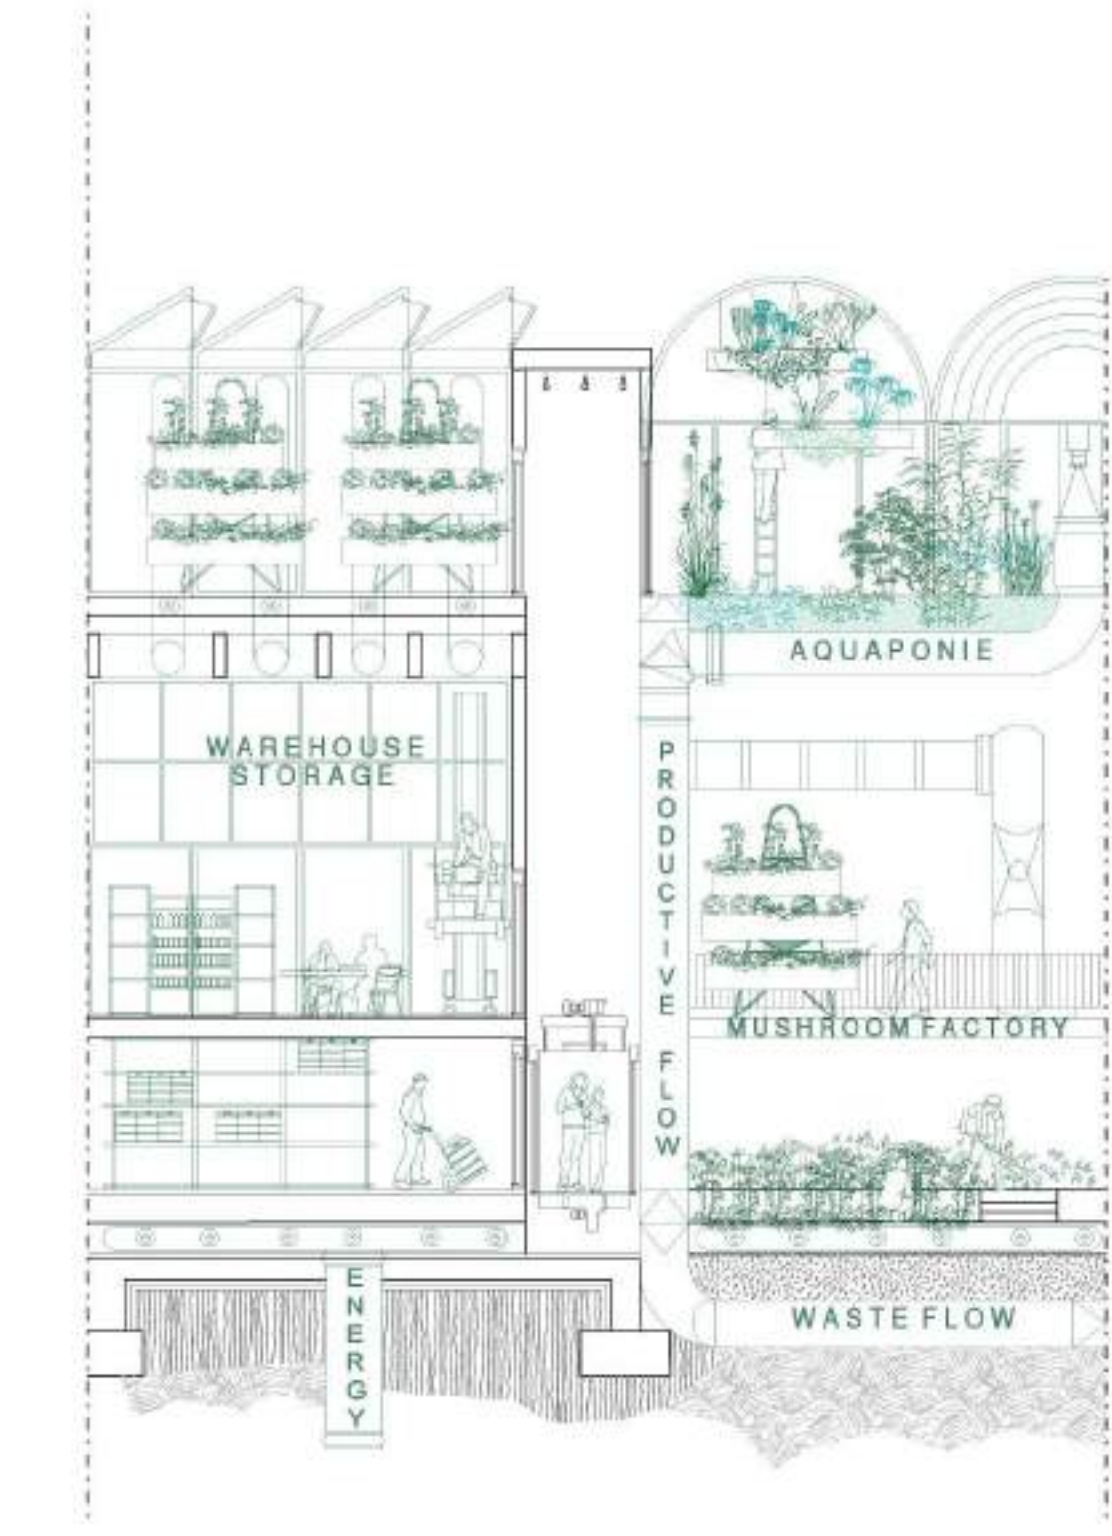 WAREHOUSE
STORAGE
AQUAPONIE
PRODUCTIVE FLOW
MUSHROOM FACTORY
ENERGY
WASTE FLOW